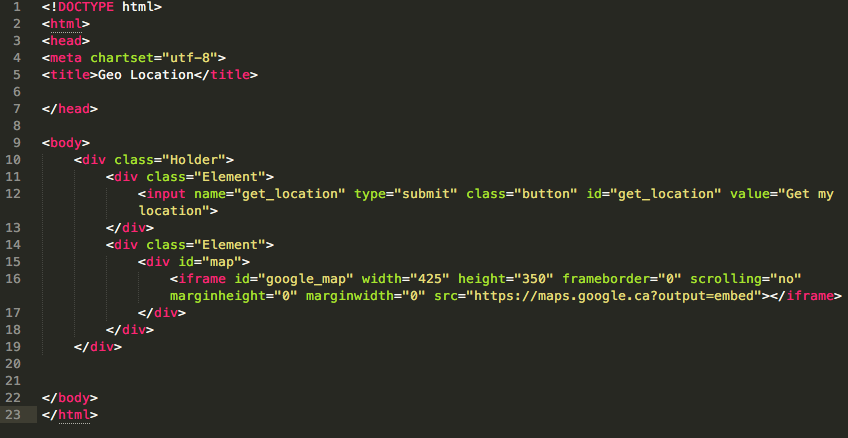 1 <!DOCTYPE html>
2 <html>
3 <head>
4 <meta chartset="utf-8">
5 <title>Geo Location</title>
6
7 </head>
8
9 <body>
10 <div class="Holder">
11 <div class="Element">
12 <input name="get_location" type="submit" class="button" id="get_location" value="Get my
location">
13 </div>
14 <div class="Element">
15 <div id="map">
16 <iframe id="google_map" width="425" height="350" frameborder="0" scrolling="no"
marginheight="0" marginwidth="0" src="https://maps.google.ca?output=embed"></iframe>
17 </div>
18 </div>
19 </div>
20
21
22 </body>
23 </html>